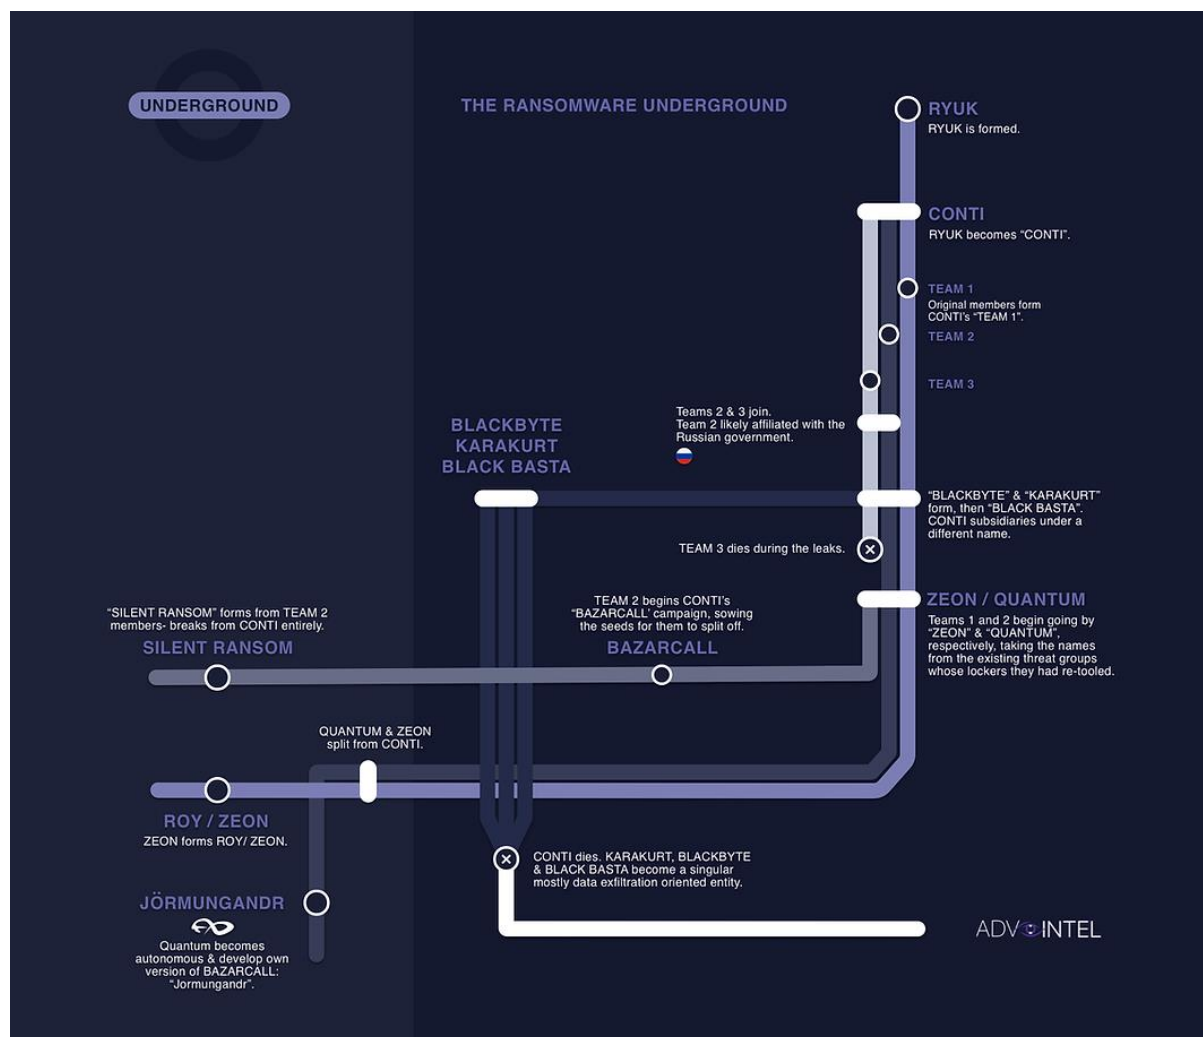 UNDERGROUND
THE RANSOMWARE UNDERGROUND
RYUK
RYUK is formed.
CONTI
RYUK becomes “CONTI”.
TEAM 1
Original members form
CONTI’s “TEAM 1”.
TEAM 2
TEAM 3
Teams 2 & 3 join.
Team 2 likely affiliated with the
Russian government.
BLACKBYTE
KARAKURT
BLACK BASTA
“BLACKBYTE” & “KARAKURT”
form, then “BLACK BASTA”.
CONTI subsidiaries under a
different name.
TEAM 3 dies during the leaks.
ZEON / QUANTUM
Teams 1 and 2 begin going by
“ZEON” & “QUANTUM”,
respectively, taking the names
from the existing threat groups
whose lockers they had re-tooled.
TEAM 2 begins CONTI’s
“BAZARCALL’ campaign, sowing
the seeds for them to split off.
BAZARCALL
“SILENT RANSOM” forms from TEAM 2
members- breaks from CONTI entirely.
SILENT RANSOM
QUANTUM & ZEON
split from CONTI.
ROY / ZEON
ZEON forms ROY/ ZEON.
CONTI dies. KARAKURT, BLACKBYTE
& BLACK BASTA become a singular
mostly data exfiltration oriented entity.
JÖRMUNGANDR
Quantum becomes
autonomous & develop own
version of BAZARCALL:
“Jormungandr”.
ADVINTEL